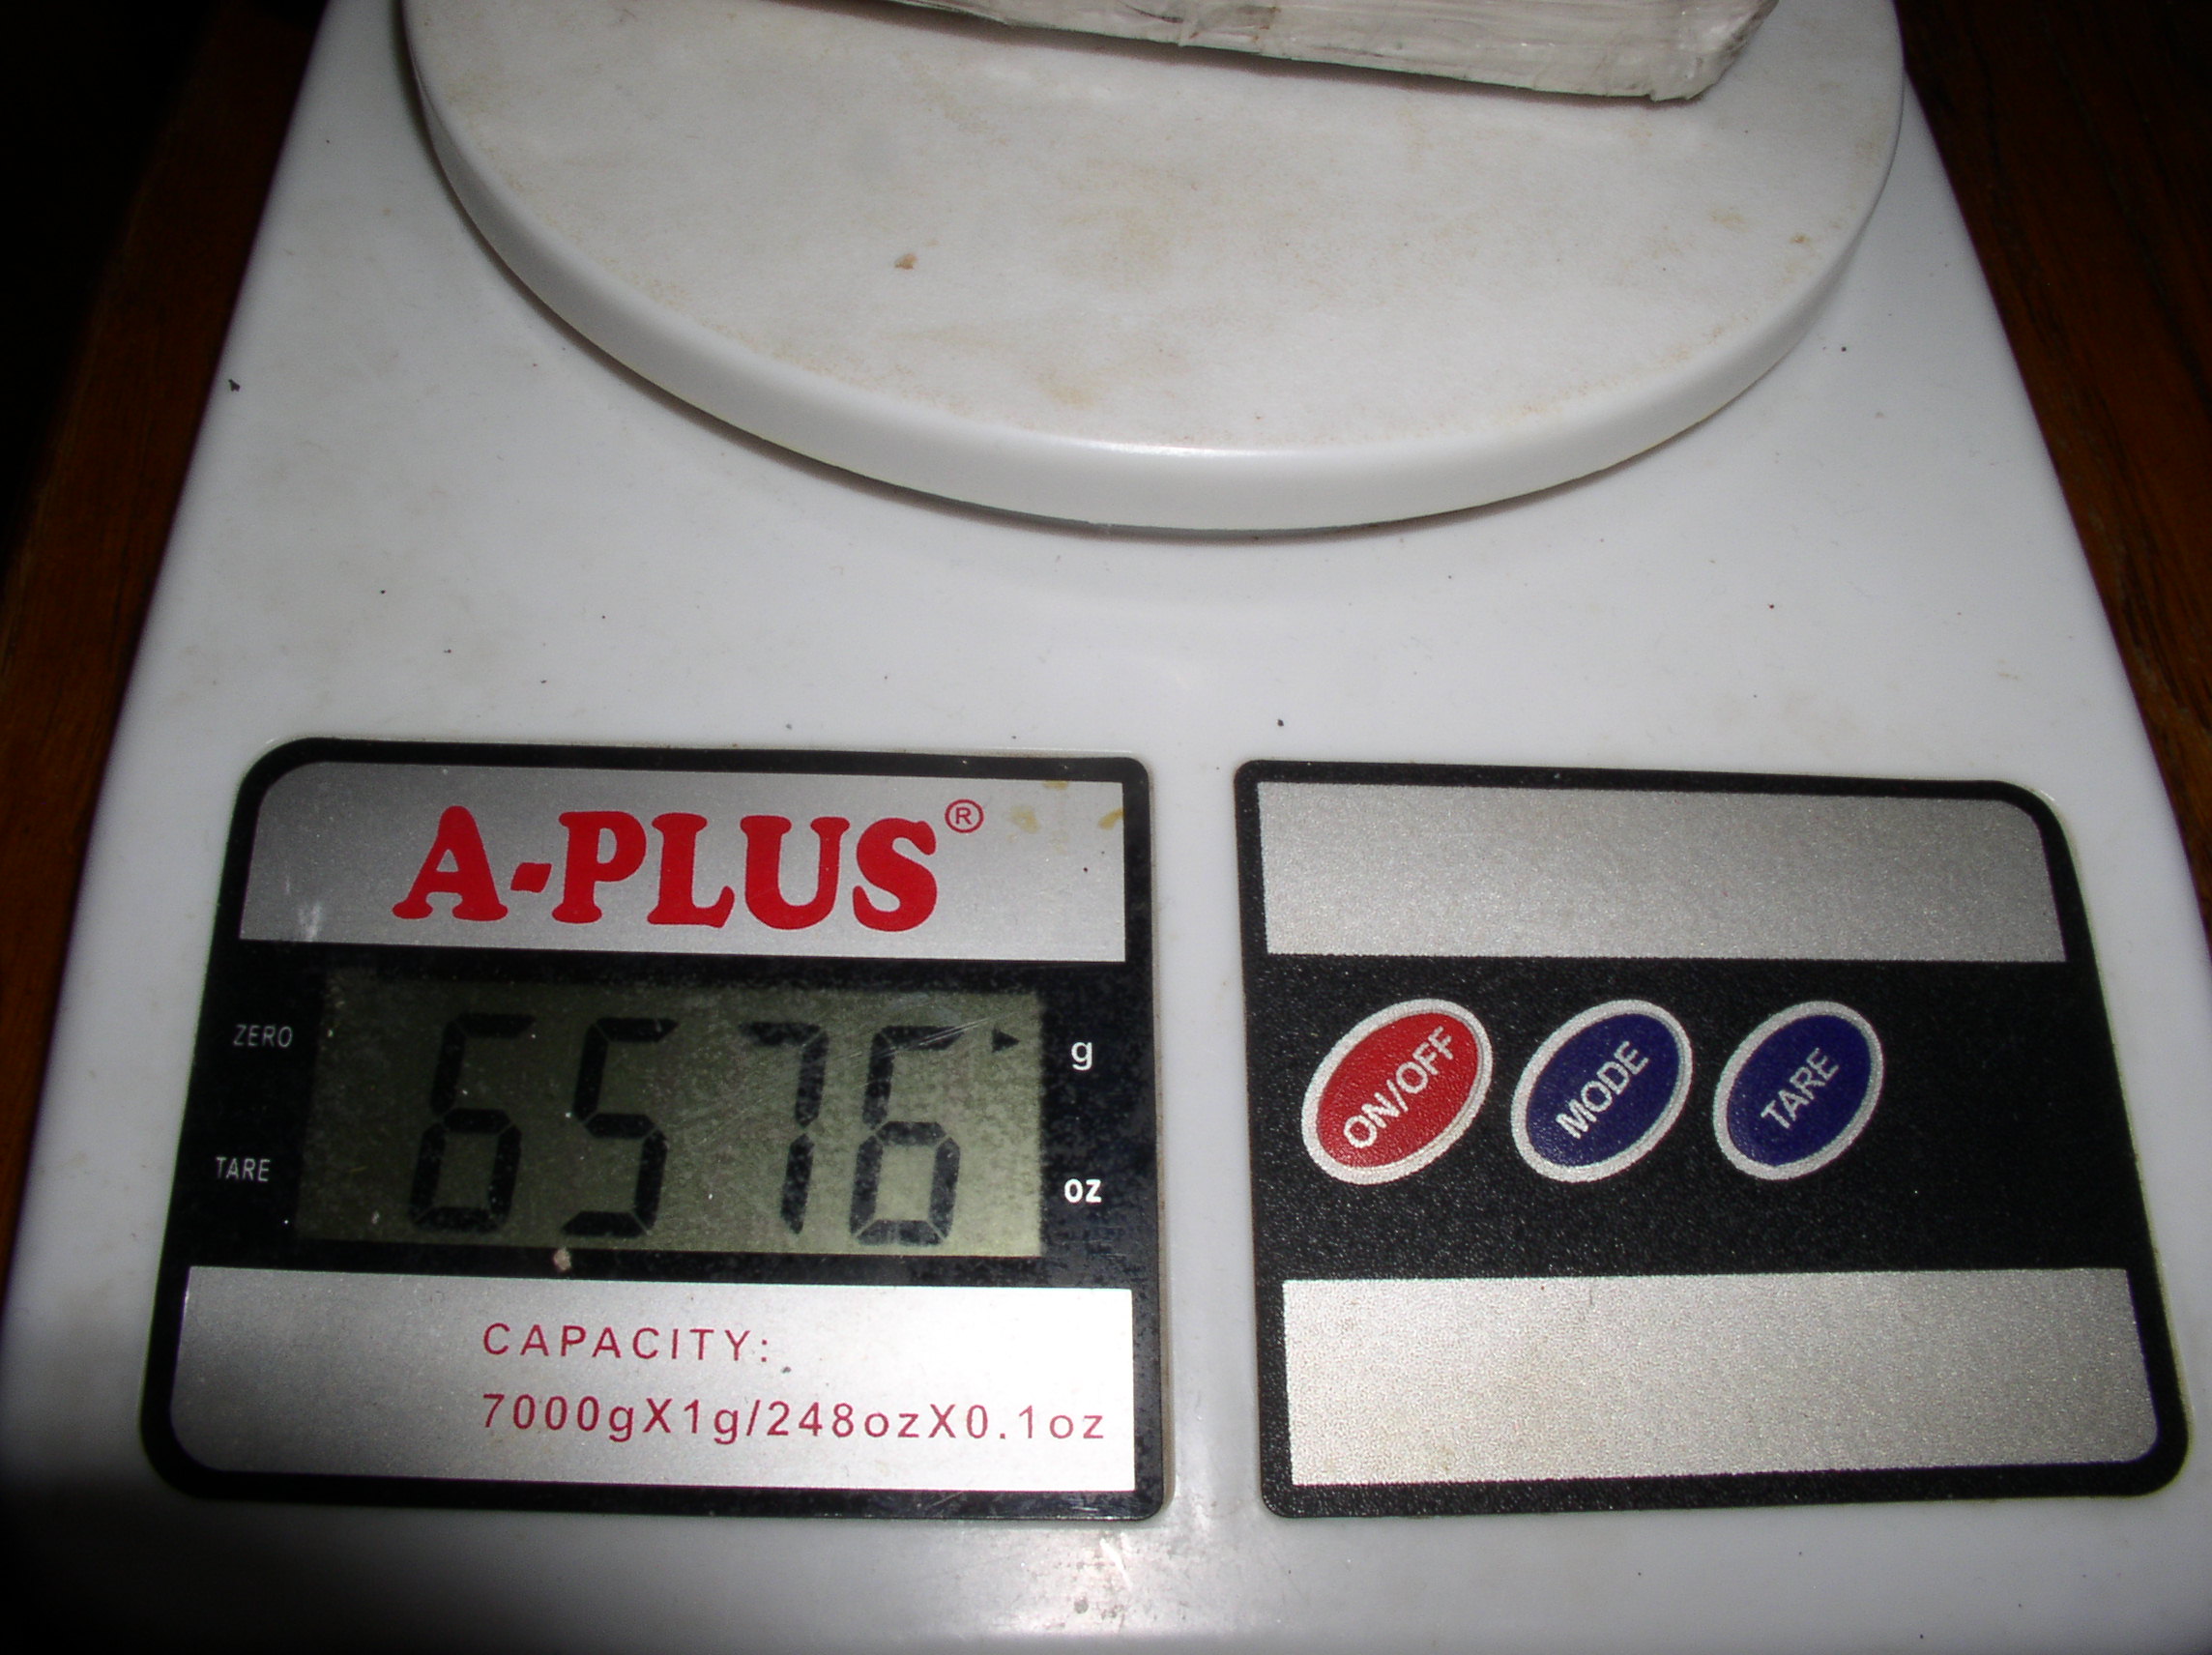 A-PLUS®
ZERO
6576
g
TARE
oz
CAPACITY:
7000gX1g/248ozX0.1oz
ON/OFF
MODE
TARE